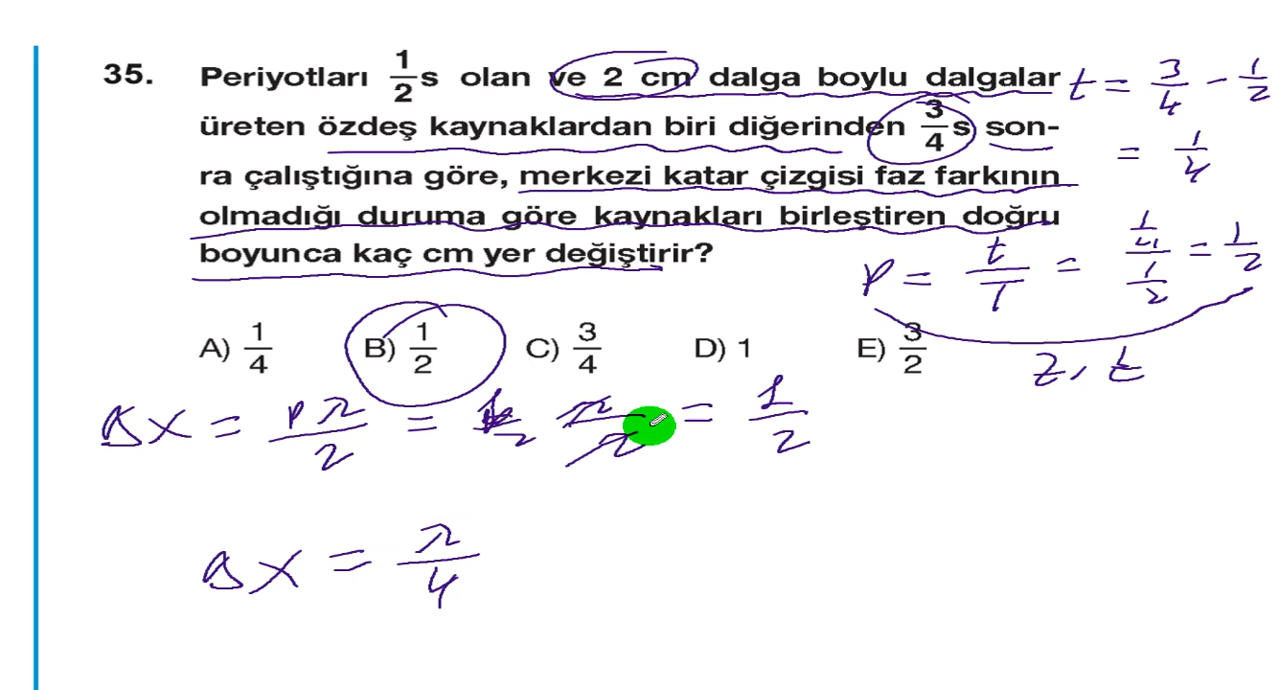 35. Periyotları 1/2 s olan ve 2 cm dalga boylu dalgalar
üreten özdeş kaynaklardan biri diğerinden 3/4 s son-
ra çalıştığına göre, merkezi katar çizgisi faz farkının
olmadığı duruma göre kaynakları birleştiren doğru
boyunca kaç cm yer değiştirir?
A) 1/4 B) 1/2 C) 3/4 D) 1 E) 3/2
t = 3/4 - 1/2
= 1/4
P = t/T = 1/4 / 1/2 = 1/2
Δx = Pλ/2 = 1/2 λ/2 = 1/2
Δx = λ/4